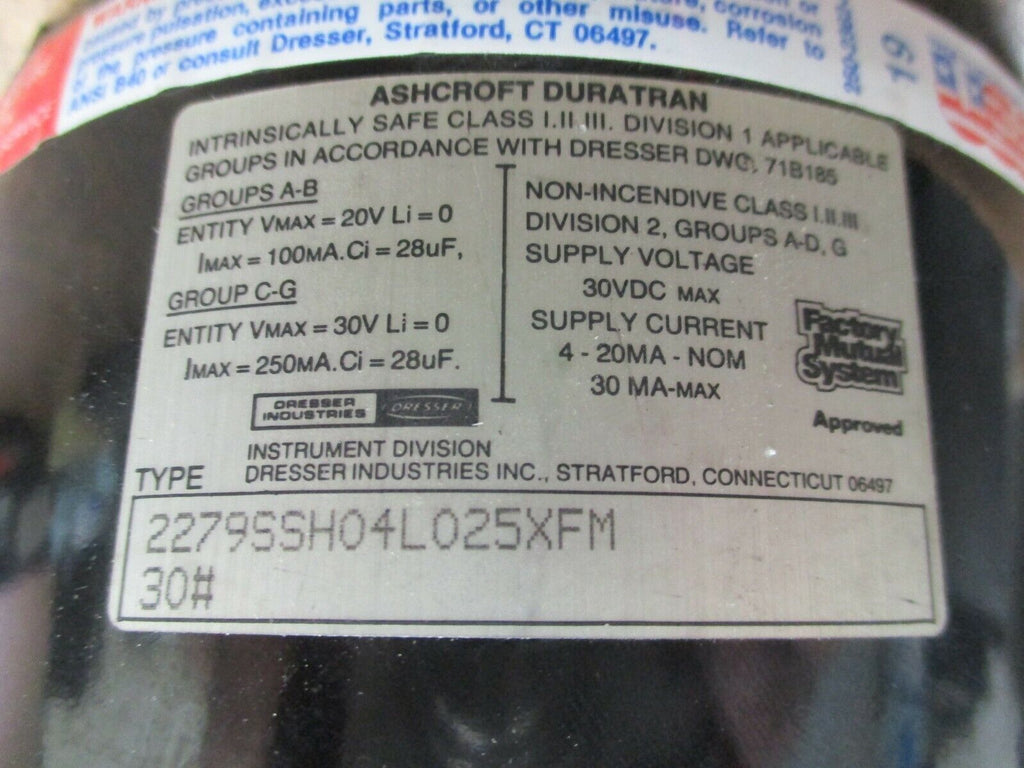 pressure pulsation,
of the pressure containing parts, or other misuse. Refer to
ANSI B40 or consult Dresser, Stratford, CT 06497.
corrosion
19
ASHCROFT DURATRAN
INTRINSICALLY SAFE CLASS I.II.III. DIVISION 1 APPLICABLE
GROUPS IN ACCORDANCE WITH DRESSER DWG. 71B185
GROUPS A-B
ENTITY VMAX = 20V Li = 0
IMAX = 100MA.Ci = 28uF,
GROUP C-G
ENTITY VMAX = 30V Li = 0
IMAX = 250MA.Ci = 28uF.
NON-INCENDIVE CLASS I.II.III
DIVISION 2, GROUPS A-D, G
SUPPLY VOLTAGE
30VDC MAX
SUPPLY CURRENT
4 - 20MA - NOM
30 MA-MAX
Factory
Mutual
System
Approved
DRESSER
INDUSTRIES
DRESSER
INSTRUMENT DIVISION
DRESSER INDUSTRIES INC., STRATFORD, CONNECTICUT 06497
TYPE
2279SSH04L025XFM
30#